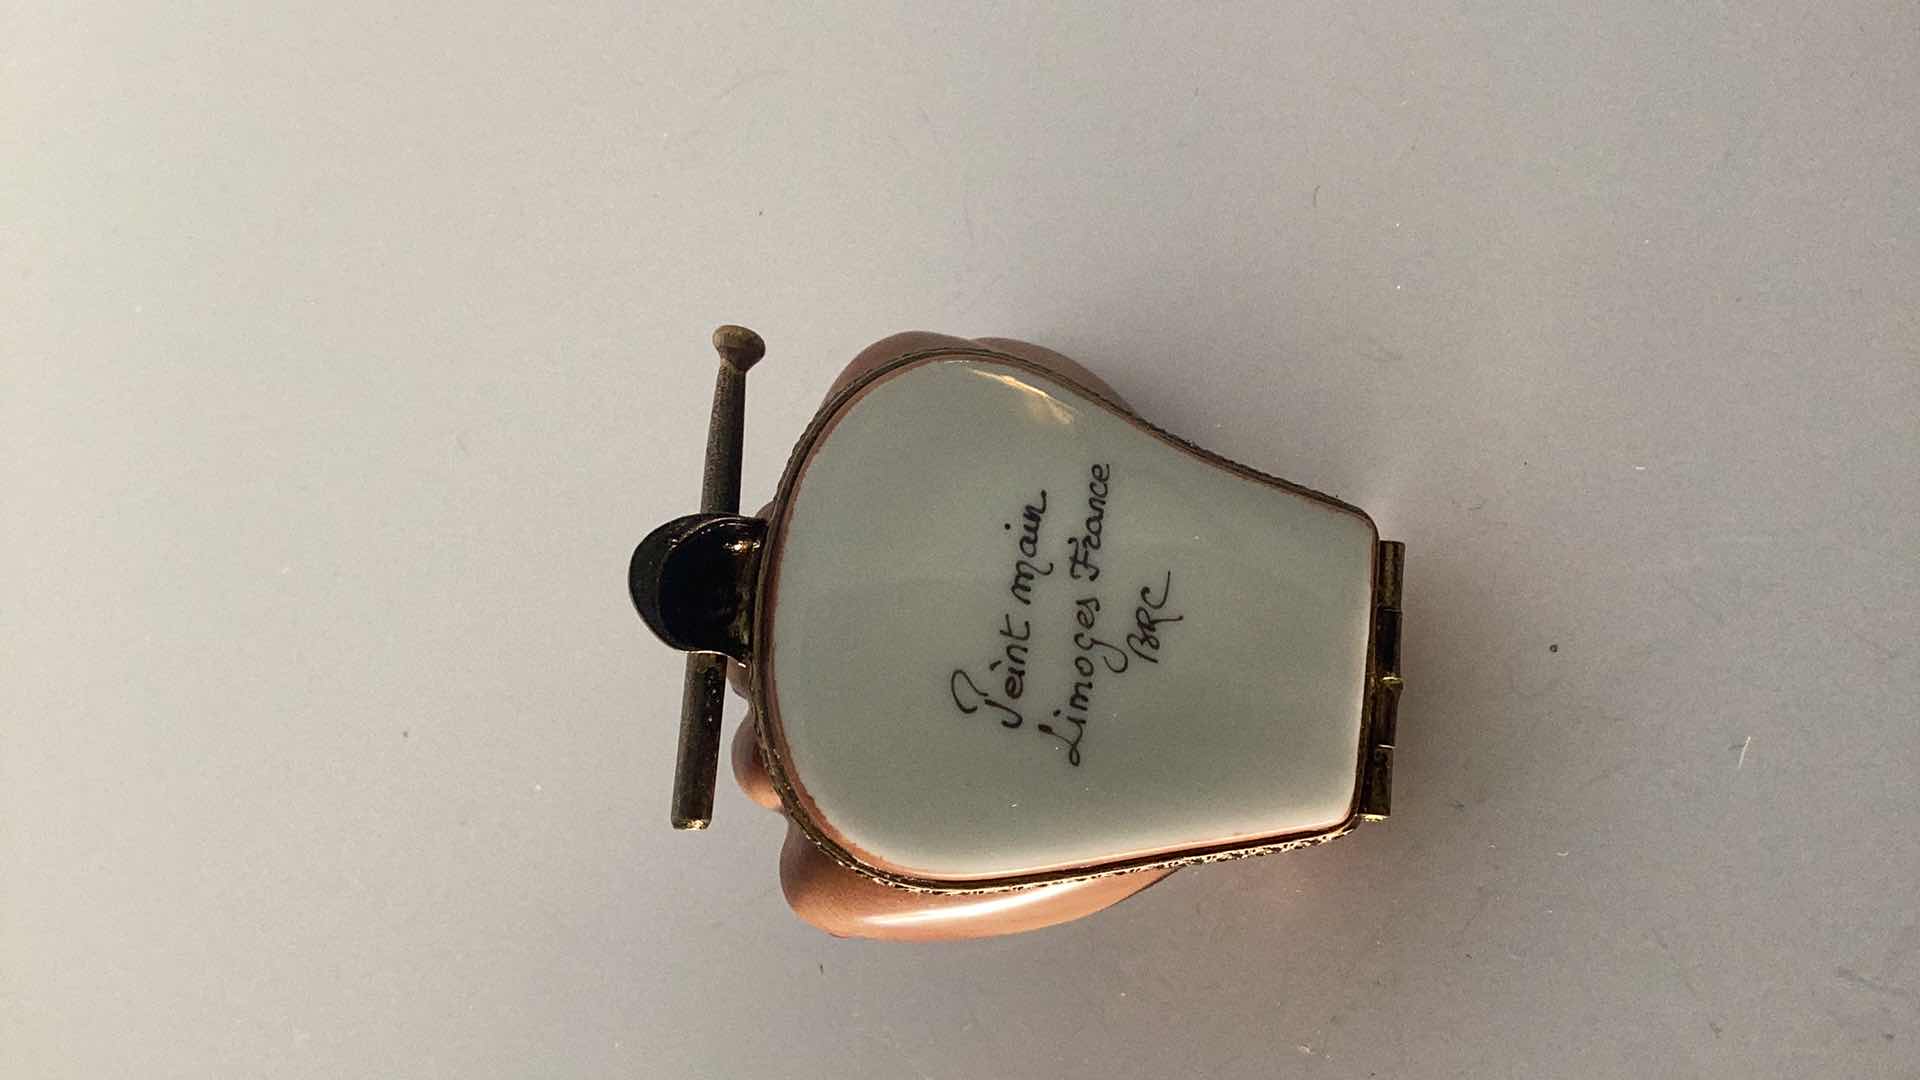 Peint main
Limoges France
BRC